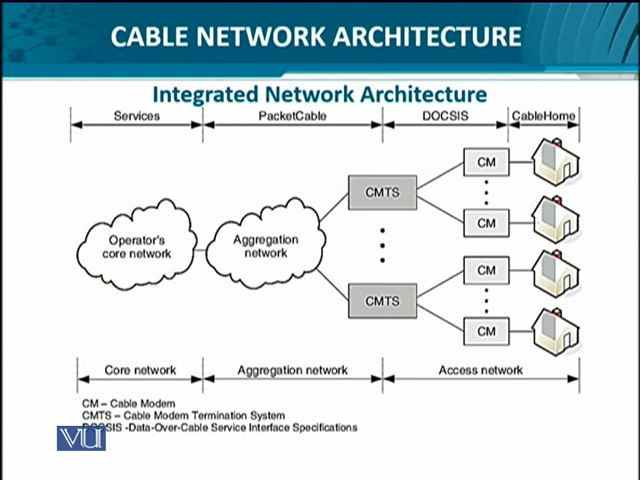 CABLE NETWORK ARCHITECTURE
Integrated Network Architecture
Services PacketCable DOCSIS CableHome
CM
CMTS
CM
Operator's
core network
Aggregation
network
CM
CMTS
CM
Core network Aggregation network Access network
CM – Cable Modem
CMTS – Cable Modem Termination System
DOCSIS -Data-Over-Cable Service Interface Specifications
VU